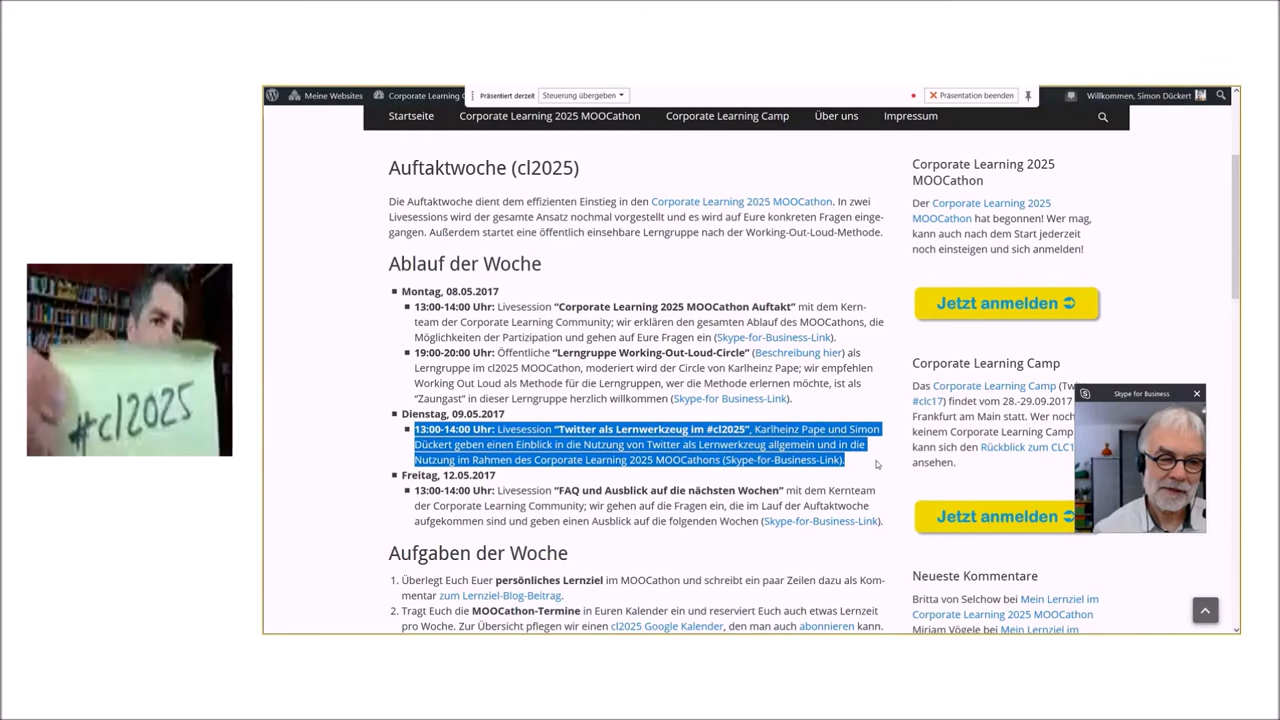 Meine Websites
Corporate Learning
Präsentiert derzeit
Steuerung übergeben
Präsentation beenden
Willkommen, Simon Dückert
Startseite
Corporate Learning 2025 MOOCathon
Corporate Learning Camp
Über uns
Impressum
Auftaktwoche (cl2025)
Die Auftaktwoche dient dem effizienten Einstieg in den Corporate Learning 2025 MOOCathon. In zwei
Livesessions wird der gesamte Ansatz nochmal vorgestellt und es wird auf Eure konkreten Fragen einge-
gangen. Außerdem startet eine öffentlich einsehbare Lerngruppe nach der Working-Out-Loud-Methode.
Ablauf der Woche
Montag, 08.05.2017
13:00-14:00 Uhr: Livesession “Corporate Learning 2025 MOOCathon Auftakt” mit dem Kern-
team der Corporate Learning Community; wir erklären den gesamten Ablauf des MOOCathons, die
Möglichkeiten der Partizipation und gehen auf Eure Fragen ein (Skype-for-Business-Link).
19:00-20:00 Uhr: Öffentliche “Lerngruppe Working-Out-Loud-Circle” (Beschreibung hier) als
Lerngruppe im cl2025 MOOCathon, moderiert wird der Circle von Karlheinz Pape; wir empfehlen
Working Out Loud als Methode für die Lerngruppen, wer die Methode erlernen möchte, ist als
“Zaungast” in dieser Lerngruppe herzlich willkommen (Skype-for Business-Link).
Dienstag, 09.05.2017
13:00-14:00 Uhr: Livesession “Twitter als Lernwerkzeug im #cl2025”, Karlheinz Pape und Simon
Dückert geben einen Einblick in die Nutzung von Twitter als Lernwerkzeug allgemein und in die
Nutzung im Rahmen des Corporate Learning 2025 MOOCathons (Skype-for-Business-Link).
Freitag, 12.05.2017
13:00-14:00 Uhr: Livesession “FAQ und Ausblick auf die nächsten Wochen” mit dem Kernteam
der Corporate Learning Community; wir gehen auf die Fragen ein, die im Lauf der Auftaktwoche
aufgekommen sind und geben einen Ausblick auf die folgenden Wochen (Skype-for-Business-Link).
Aufgaben der Woche
1. Überlegt Euch Euer persönliches Lernziel im MOOCathon und schreibt ein paar Zeilen dazu als Kom-
mentar zum Lernziel-Blog-Beitrag.
2. Tragt Euch die MOOCathon-Termine in Euren Kalender ein und reserviert Euch auch etwas Lernzeit
pro Woche. Zur Übersicht pflegen wir einen cl2025 Google Kalender, den man auch abonnieren kann.
Corporate Learning 2025
MOOCathon
Der Corporate Learning 2025
MOOCathon hat begonnen! Wer mag,
kann auch nach dem Start jederzeit
noch einsteigen und sich anmelden!
Jetzt anmelden
Corporate Learning Camp
Das Corporate Learning Camp (Tw
#clc17) findet vom 28.-29.09.2017
Frankfurt am Main statt. Wer noch
keinem Corporate Learning Camp
kann sich den Rückblick zum CLC1
ansehen.
Jetzt anmelden
Neueste Kommentare
Britta von Selchow bei Mein Lernziel im
Corporate Learning 2025 MOOCathon
Miriam Vögele bei Mein Lernziel im
Skype for Business
#cl2025